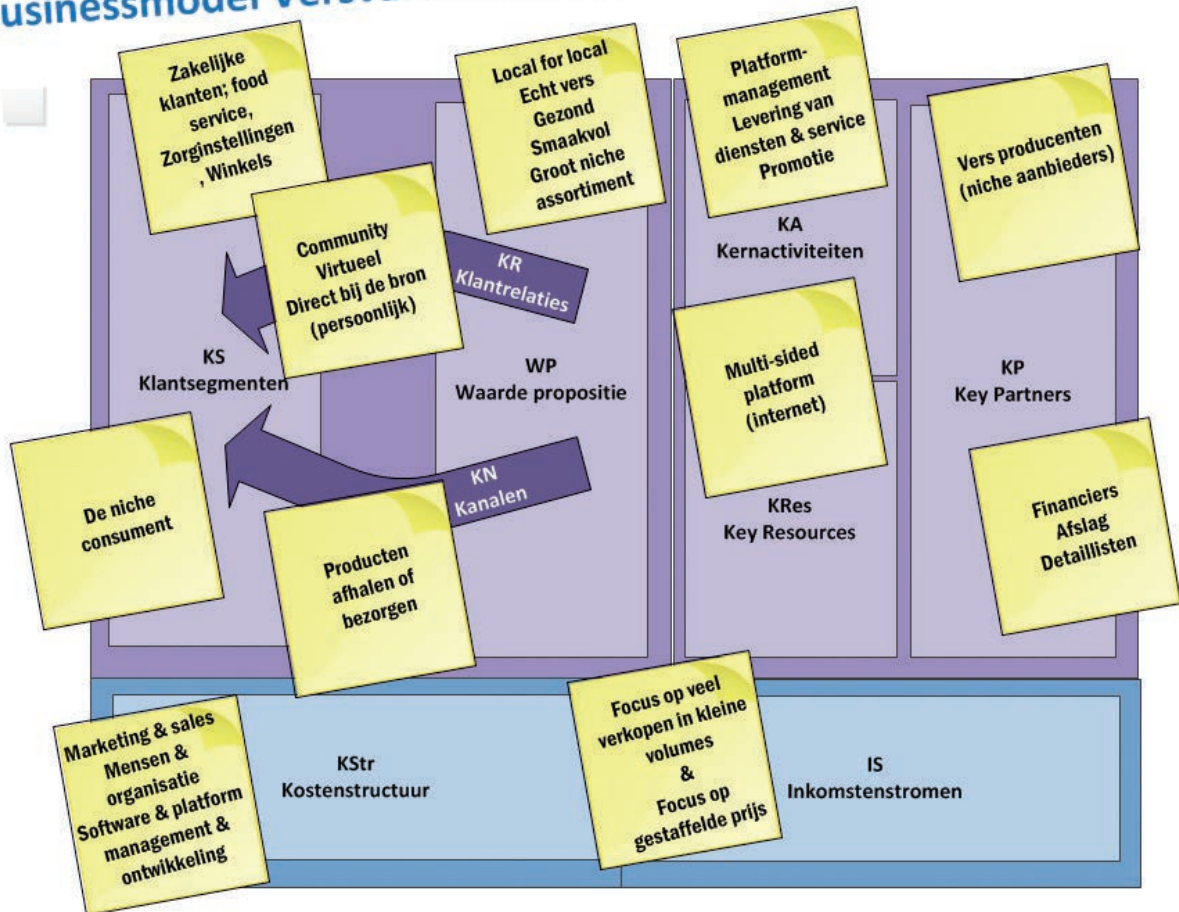 usinessmodel
Zakelijke
klanten; food
service,
Zorginstellingen
, Winkels
Local for local
Echt vers
Gezond
Smaakvol
Groot niche
assortiment
Platform-
management
Levering van
diensten & service
Promotie
Vers producenten
(niche aanbieders)
Community
Virtueel
Direct bij de bron
(persoonlijk)
KR
Klantrelaties
KA
Kernactiviteiten
KS
Klantsegmenten
WP
Waarde propositie
Multi-sided
platform
(internet)
KP
Key Partners
De niche
consument
KN
Kanalen
Producten
afhalen of
bezorgen
KRes
Key Resources
Financiers
Afslag
Detaillisten
Marketing & sales
Mensen &
organisatie
Software & platform
management &
ontwikkeling
KStr
Kostenstructuur
Focus op veel
verkopen in kleine
volumes
&
Focus op
gestaffelde prijs
IS
Inkomstenstromen